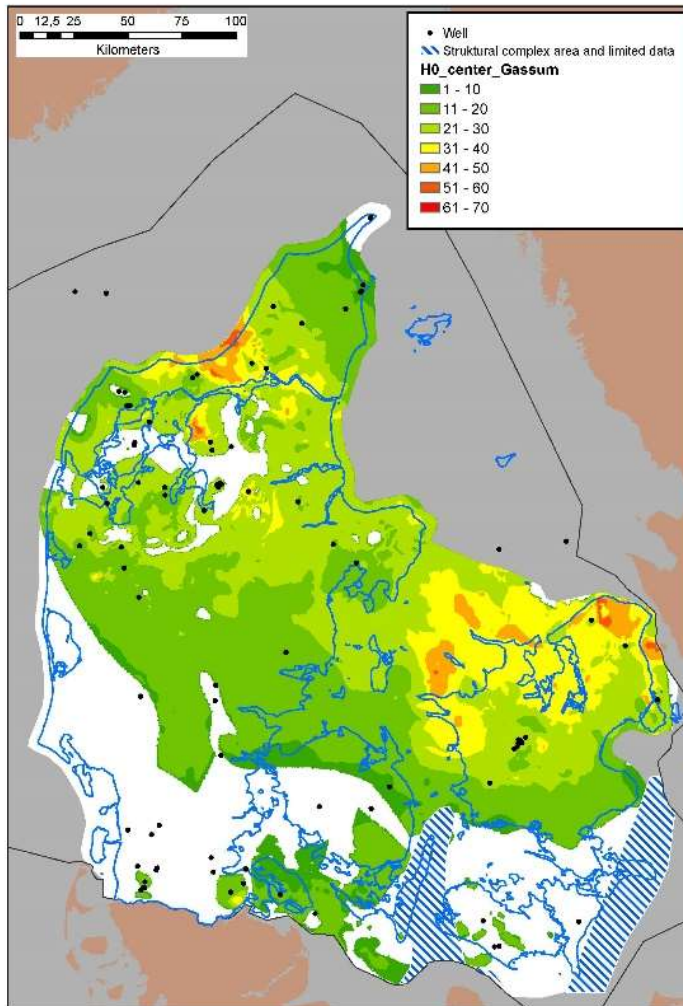 0 12,5 25 50 75 100
Kilometers
Well
Struktural complex area and limited data
H0_center_Gassum
1 - 10
11 - 20
21 - 30
31 - 40
41 - 50
51 - 60
61 - 70